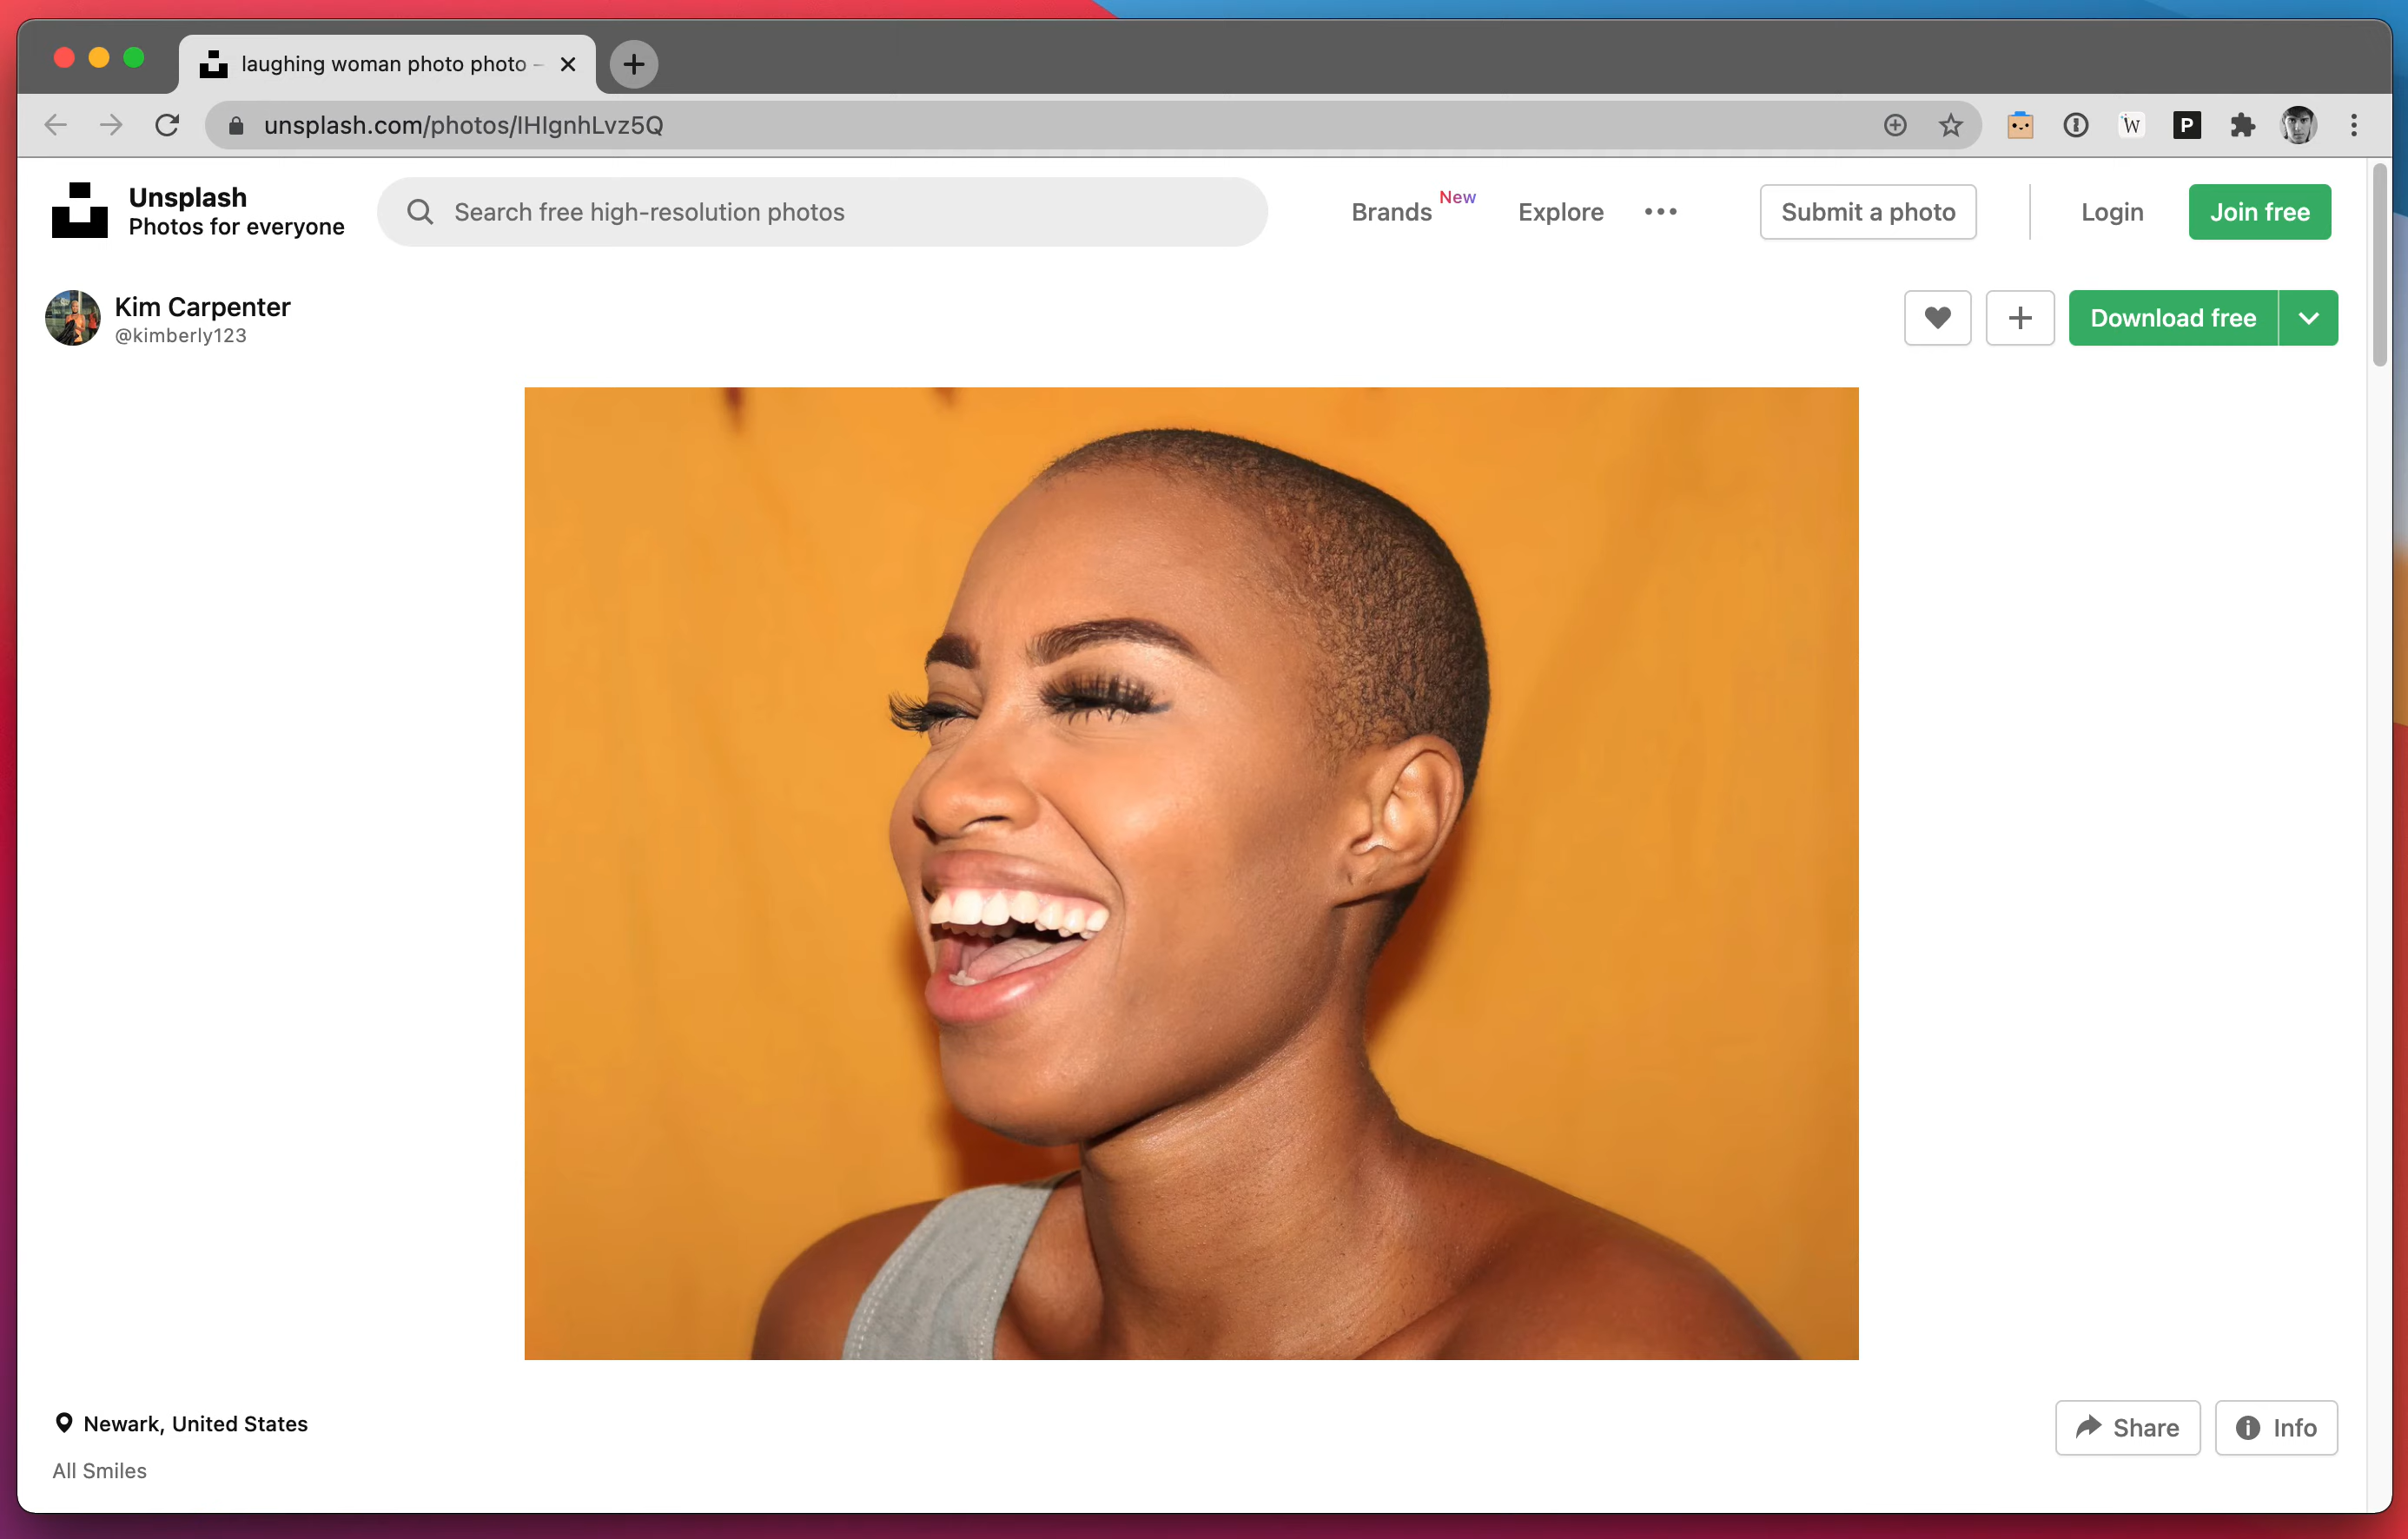 laughing woman photo photo –
unsplash.com/photos/IHIgnhLvz5Q
W
P
Unsplash
Photos for everyone
Search free high-resolution photos
Brands New
Explore
Submit a photo
Login
Join free
Kim Carpenter
@kimberly123
Download free
Newark, United States
Share
Info
All Smiles